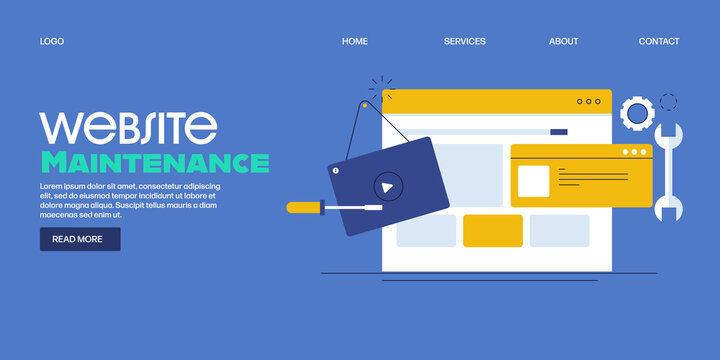 LOGO
HOME
SERVICES
ABOUT
CONTACT
WEBSITE
MAINTENANCE
Lorem ipsum dolor sit amet, consectetur adipiscing
elit, sed do eiusmod tempor incididunt ut labore et
dolore magna aliqua. Suscipit mauris turpis a diam
maecenas sed enim ut.
READ MORE